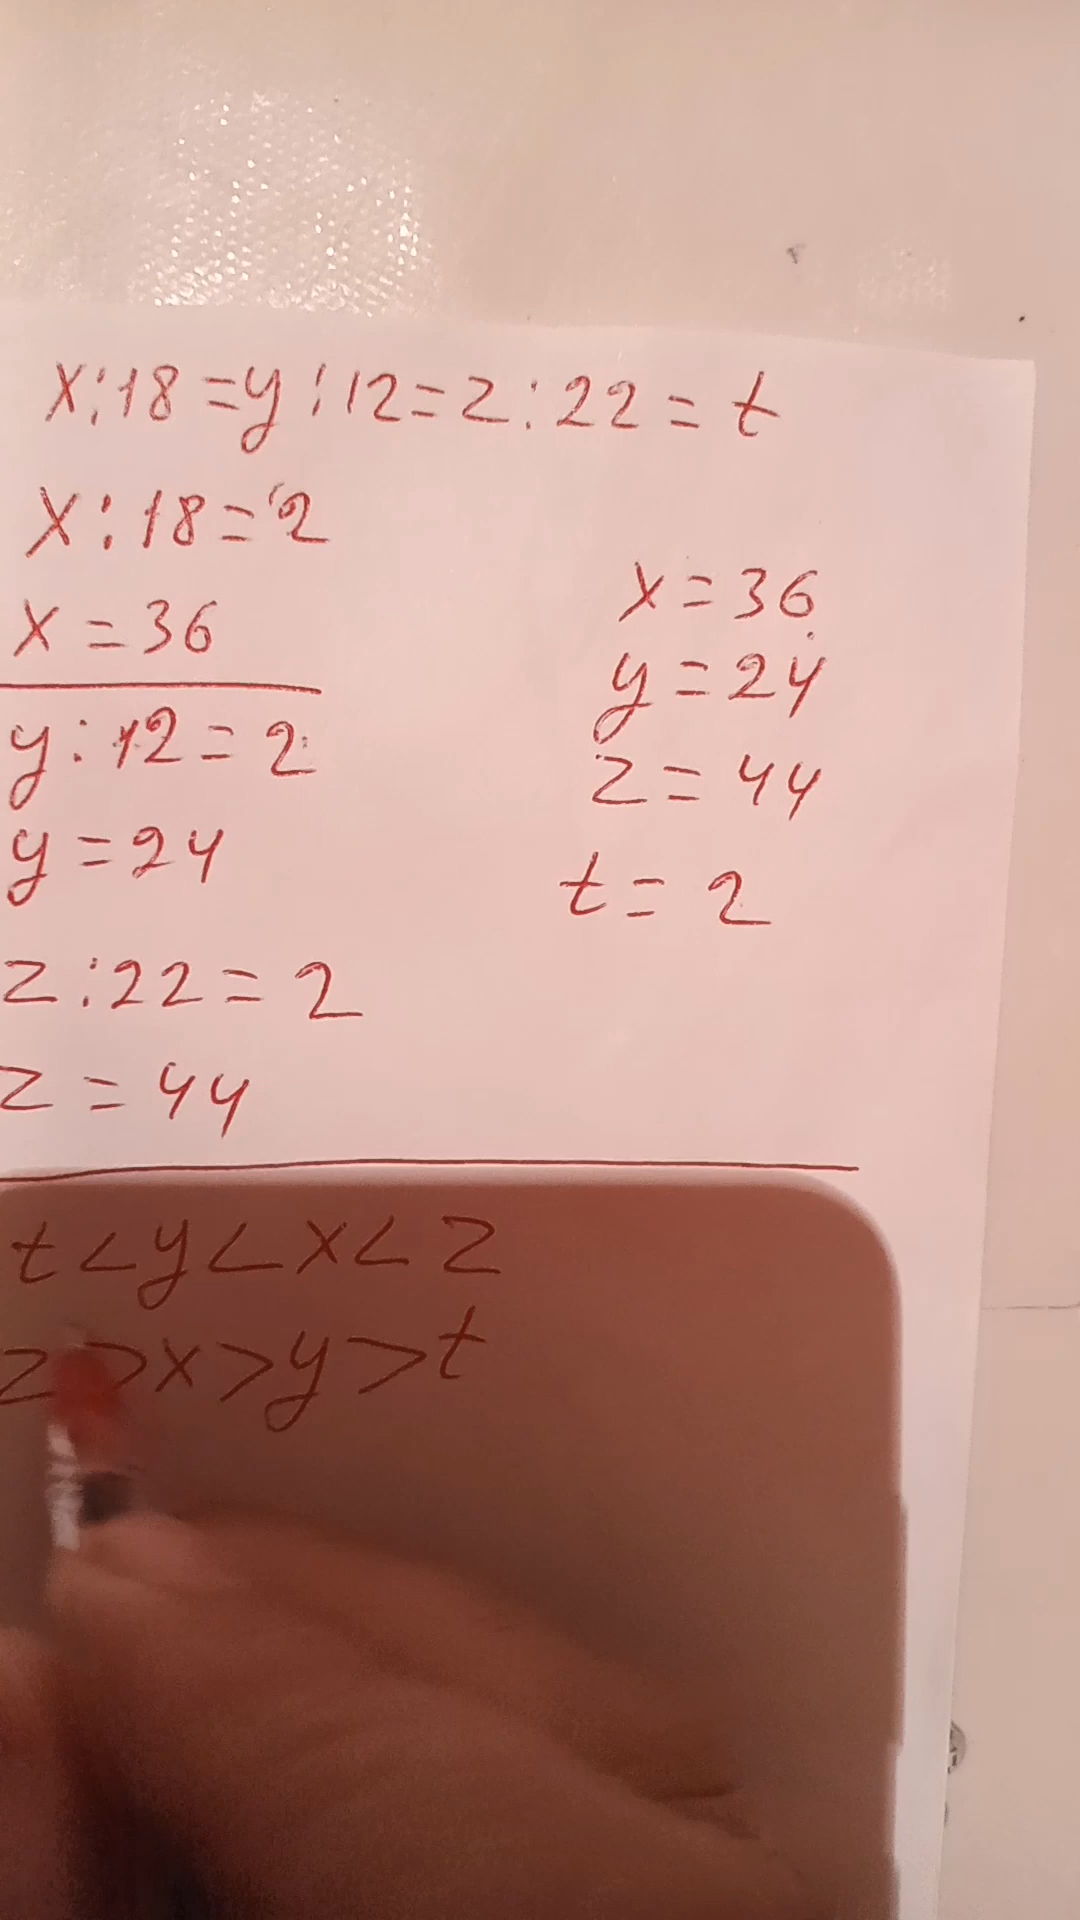 x:18=y:12=z:22=t
x:18=2
x=36
y:12=2
y=24
z:22=2
z=44
x=36
y=24
z=44
t=2
t<y<x<z
z>x>y>t